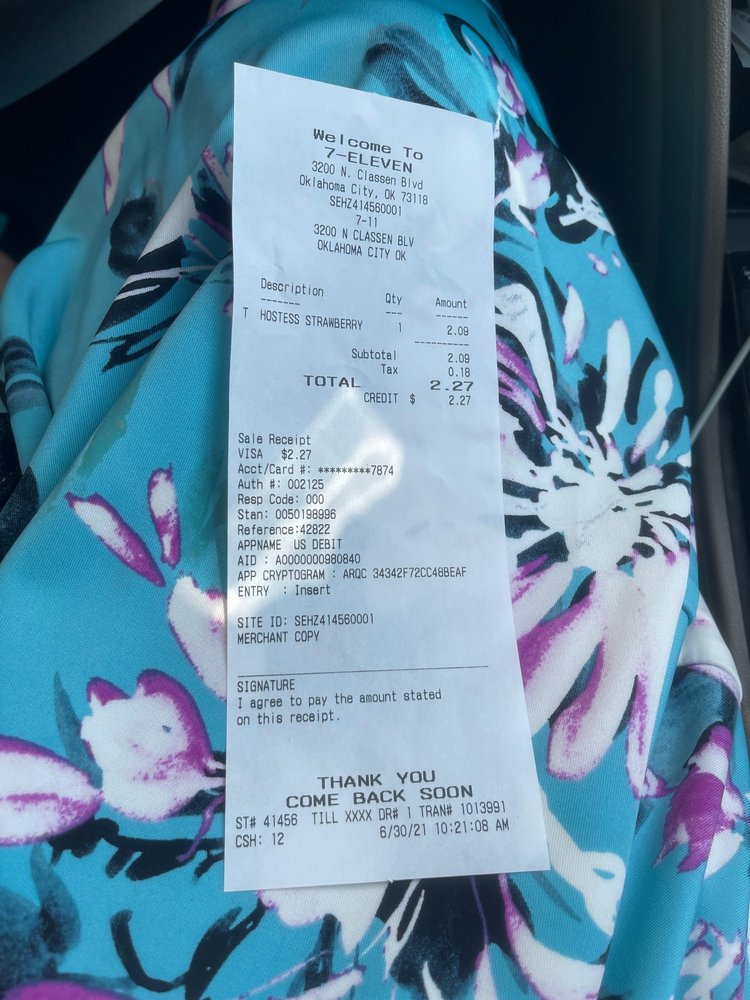 Welcome To
7-ELEVEN
3200 N. Classen Blvd
Oklahoma City, OK 73118
SEHZ414560001
7-11
3200 N CLASSEN BLV
OKLAHOMA CITY OK
Description Qty Amount
------- --- ------
T HOSTESS STRAWBERRY 1 2.09
----------
Subtotal 2.09
Tax 0.18
TOTAL 2.27
CREDIT $ 2.27
Sale Receipt
VISA $2.27
Acct/Card #: *********7874
Auth #: 002125
Resp Code: 000
Stan: 0050198996
Reference:42822
APPNAME US DEBIT
AID : A0000000980840
APP CRYPTOGRAM : ARQC 34342F72CC48BEAF
ENTRY : Insert
SITE ID: SEHZ414560001
MERCHANT COPY
SIGNATURE
I agree to pay the amount stated
on this receipt.
THANK YOU
COME BACK SOON
ST# 41456 TILL XXXX DR# 1 TRAN# 1013991
CSH: 12 6/30/21 10:21:08 AM